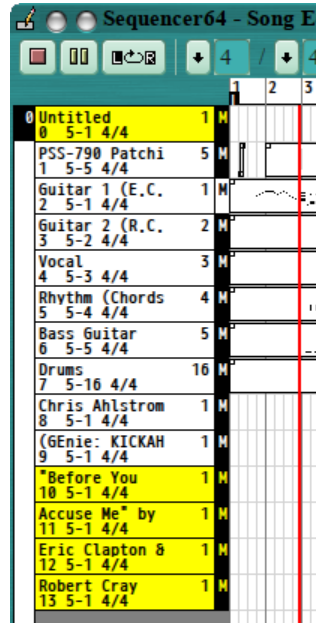 Sequencer64 - Song E
L R
4 / 4
1 2 3
0 Untitled 1 M
0 5-1 4/4
PSS-790 Patchi 5 M
1 5-5 4/4
Guitar 1 (E.C. 1 M
2 5-1 4/4
Guitar 2 (R.C. 2 M
3 5-2 4/4
Vocal 3 M
4 5-3 4/4
Rhythm (Chords 4 M
5 5-4 4/4
Bass Guitar 5 M
6 5-5 4/4
Drums 16 M
7 5-16 4/4
Chris Ahlstrom 1 M
8 5-1 4/4
(GEnie: KICKAH 1 M
9 5-1 4/4
"Before You 1 M
10 5-1 4/4
Accuse Me" by 1 M
11 5-1 4/4
Eric Clapton & 1 M
12 5-1 4/4
Robert Cray 1 M
13 5-1 4/4